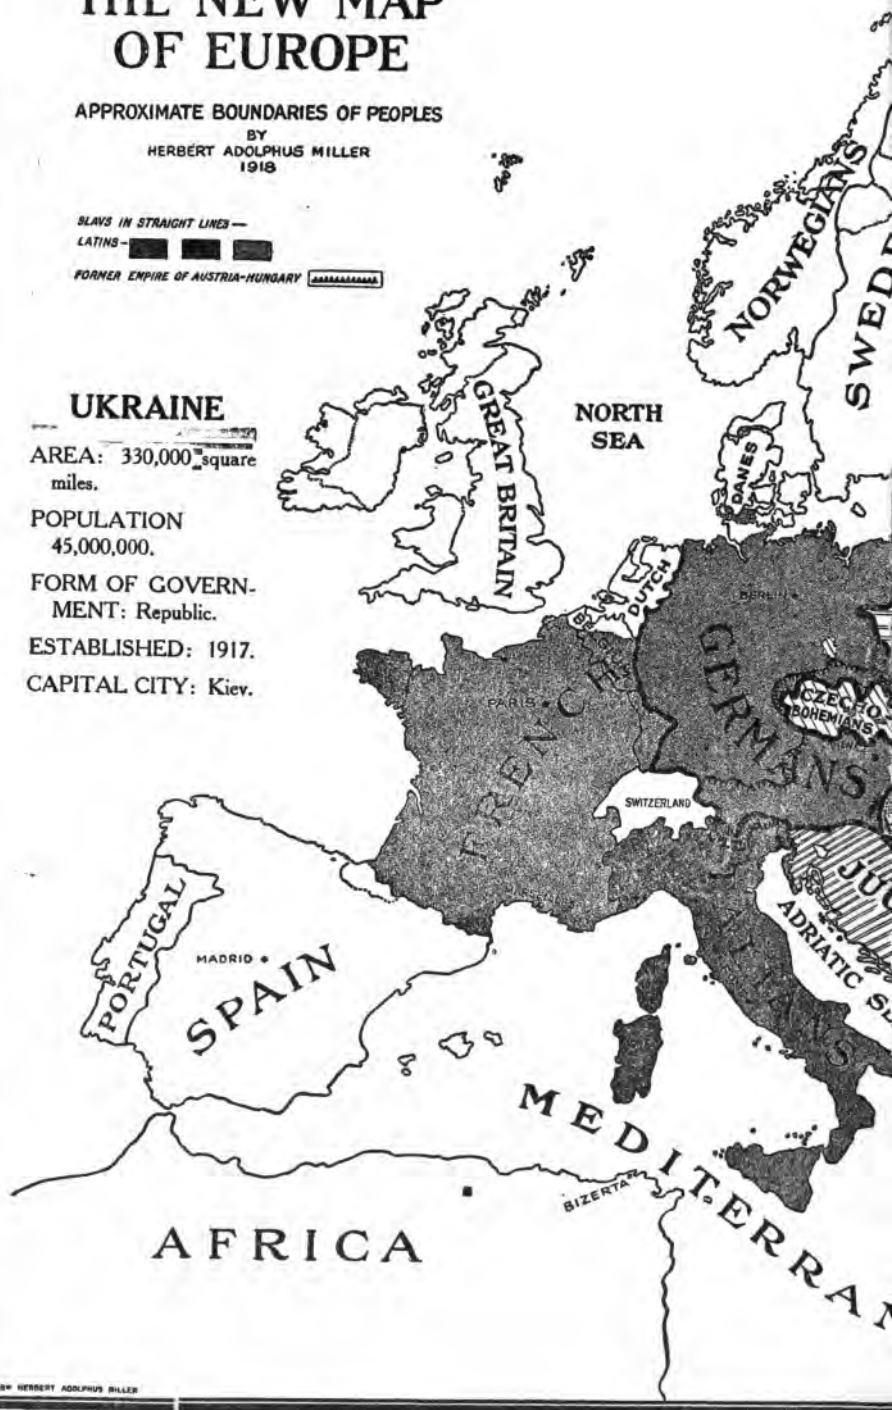 THE NEW MAP
OF EUROPE
APPROXIMATE BOUNDARIES OF PEOPLES
BY
HERBERT ADOLPHUS MILLER
1918
SLAVS IN STRAIGHT LINES—
LATINS-
FORMER EMPIRE OF AUSTRIA-HUNGARY
UKRAINE
AREA: 330,000 square
miles.
POPULATION
45,000,000.
FORM OF GOVERN-
MENT: Republic.
ESTABLISHED: 1917.
CAPITAL CITY: Kiev.
NORWEGIANS
SWED
GREAT BRITAIN
NORTH
SEA
DANES
DUTCH
BERLIN
GERMANS
CZECHO
BOHEMIANS
PARIS
FRENCH
SWITZERLAND
JUG
ADRIATIC SE
ITALIANS
PORTUGAL
MADRID
SPAIN
MEDITERRAN
BIZERTA
AFRICA
BY HERBERT ADOLPHUS MILLER